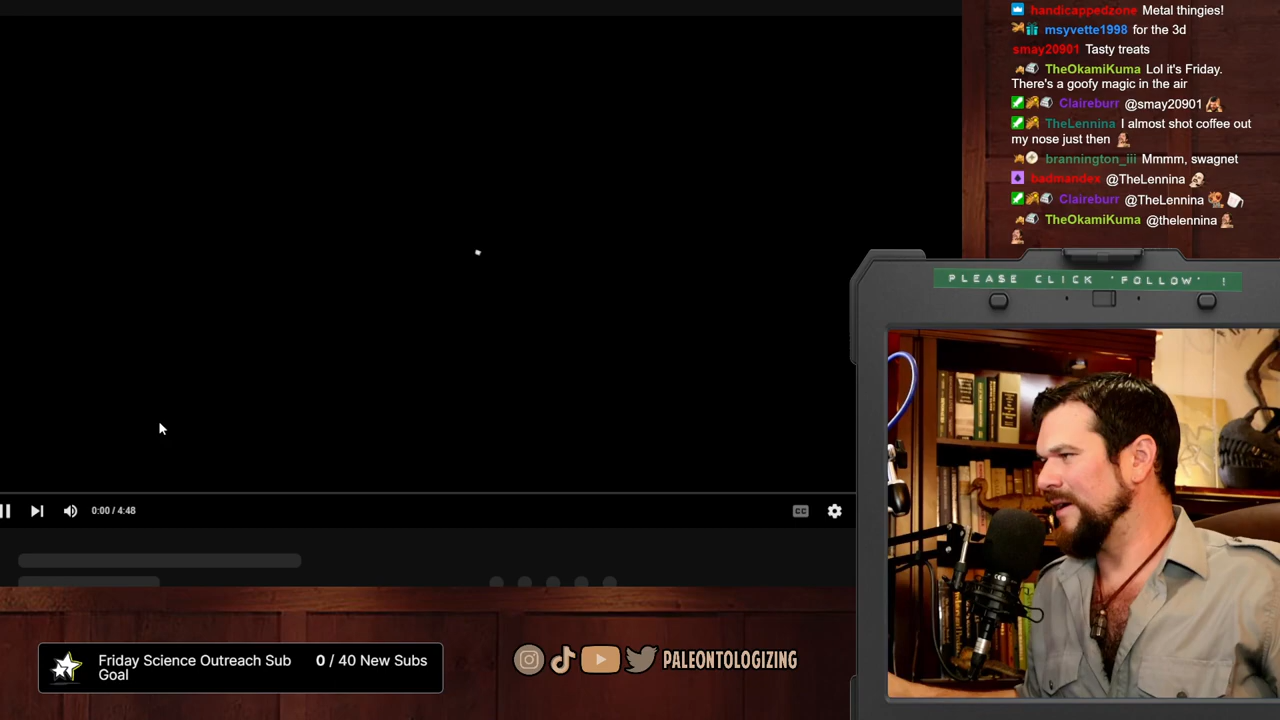 handicappedzone Metal thingies!
msyvette1998 for the 3d
smay20901 Tasty treats
TheOkamiKuma Lol it's Friday.
There's a goofy magic in the air
Claireburr @smay20901
TheLennina I almost shot coffee out
my nose just then
brannington_iii Mmmm, swagnet
badmandex @TheLennina
Claireburr @TheLennina
TheOkamiKuma @thelennina
PLEASE CLICK 'FOLLOW' !
0:00 / 4:48
CC
Friday Science Outreach Sub
Goal
0 / 40 New Subs
PALEONTOLOGIZING